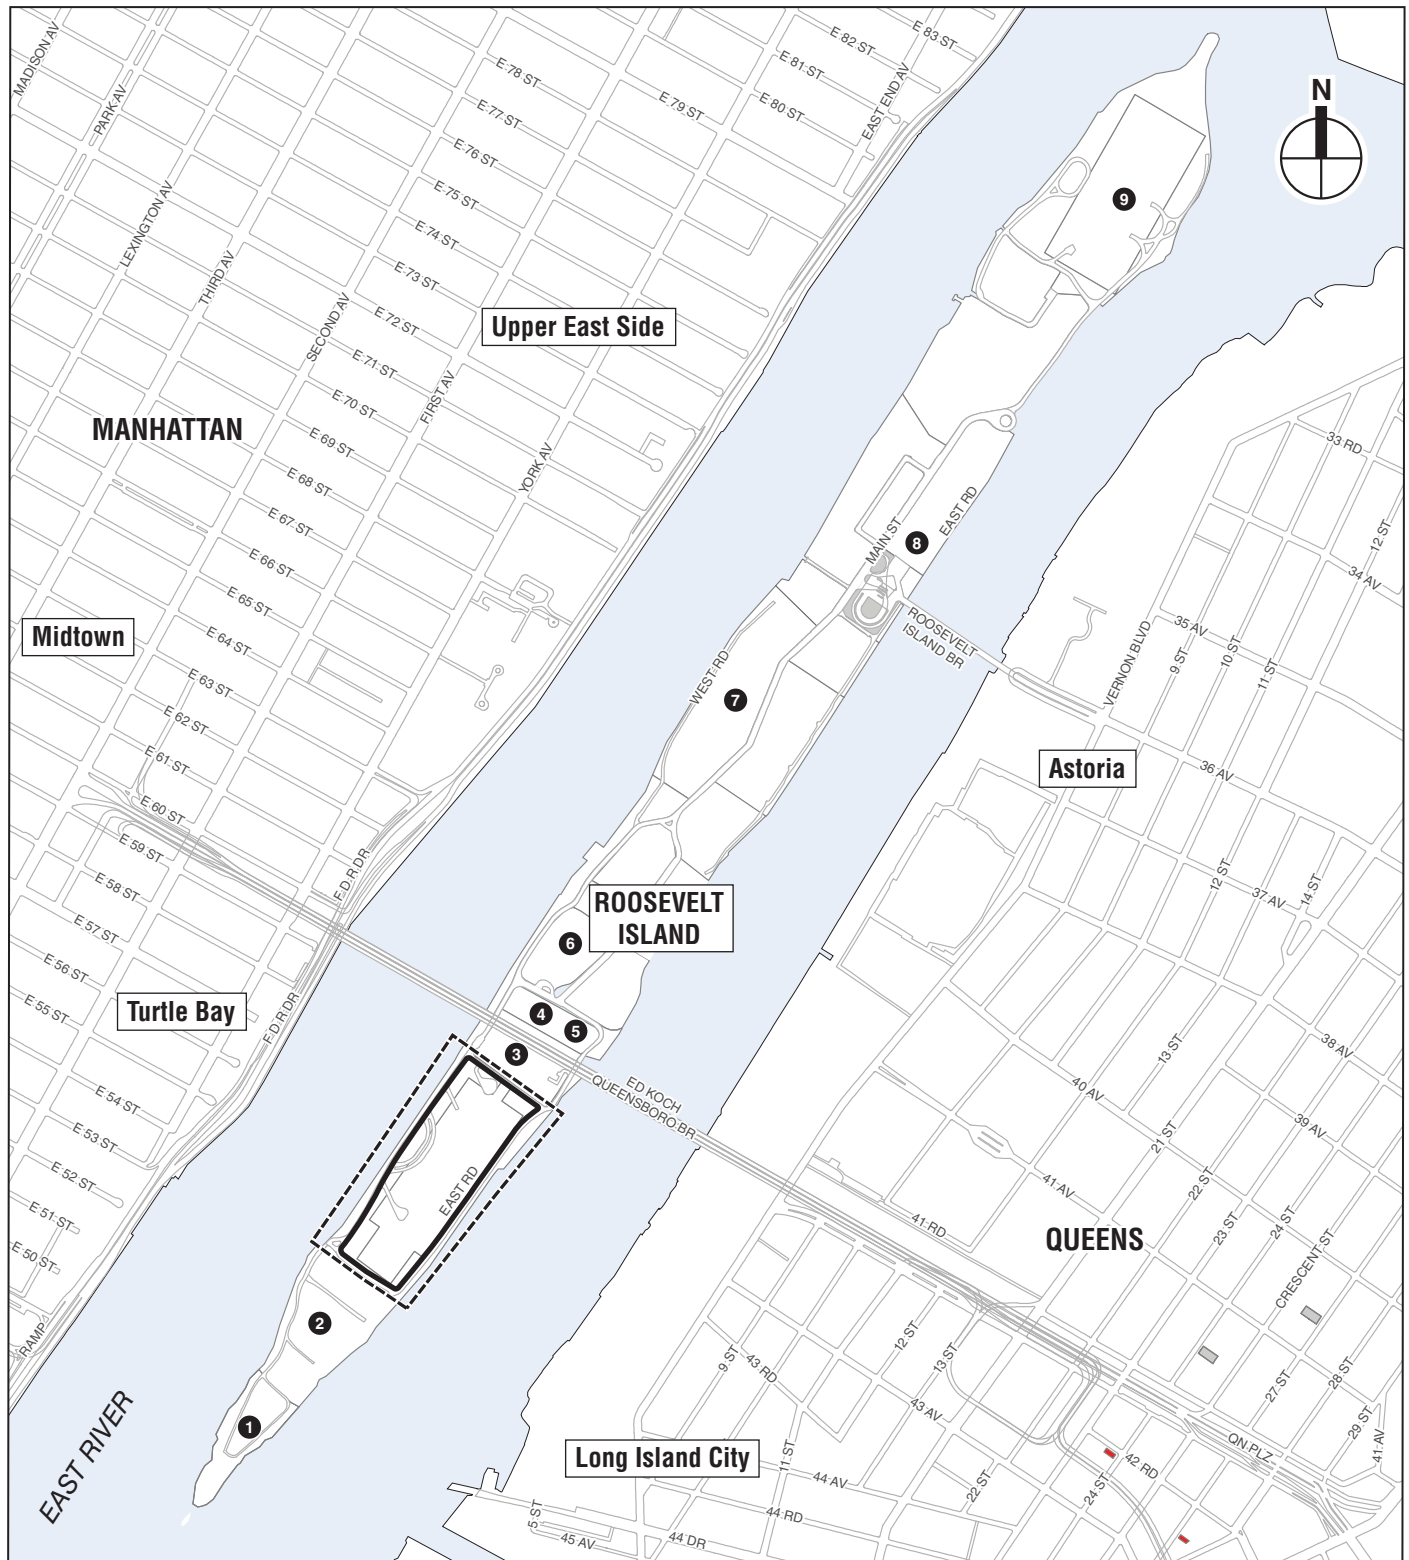 MADISON AV
PARK AV
LEXINGTON AV
THIRD AV
SECOND AV
FIRST AV
YORK AV
EAST END AV
E 83 ST
E 82 ST
E 81 ST
E 80 ST
E 79 ST
E 78 ST
E 77 ST
E 76 ST
E 75 ST
E 74 ST
E 73 ST
E 72 ST
E 71 ST
E 70 ST
E 69 ST
E 68 ST
E 67 ST
E 66 ST
E 65 ST
E 64 ST
E 63 ST
E 62 ST
E 61 ST
E 60 ST
E 59 ST
E 58 ST
E 57 ST
E 56 ST
E 55 ST
E 54 ST
E 53 ST
E 52 ST
E 51 ST
E 50 ST
RAMP
F D R DR
F D R DR
Upper East Side
MANHATTAN
Midtown
Turtle Bay
EAST RIVER
N
9
8
7
6
4
5
3
2
1
MAIN ST
EAST RD
WEST RD
ROOSEVELT
ISLAND BR
ROOSEVELT
ISLAND
ED KOCH
QUEENSBORO BR
EAST RD
Astoria
QUEENS
Long Island City
33 RD
12 ST
34 AV
35 AV
VERNON BLVD
9 ST
10 ST
11 ST
36 AV
12 ST
37 AV
14 ST
13 ST
38 AV
40 AV
39 AV
21 ST
41 AV
22 ST
23 ST
24 ST
CRESCENT ST
41 RD
12 ST
13 ST
9 ST
43 RD
43 AV
27 ST
28 ST
29 ST
41 AV
QN PLZ
42 RD
24 ST
22 ST
11 ST
44 AV
44 RD
44 DR
5 ST
45 AV